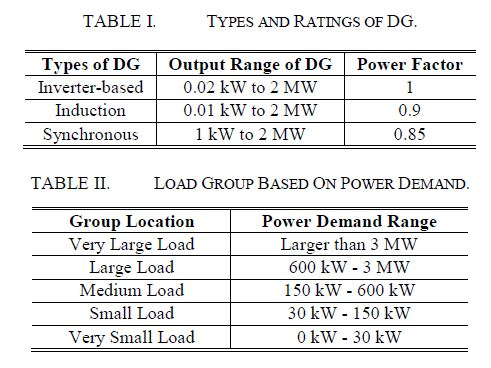 TABLE I. TYPES AND RATINGS OF DG.
Types of DG Output Range of DG Power Factor
Inverter-based 0.02 kW to 2 MW 1
Induction 0.01 kW to 2 MW 0.9
Synchronous 1 kW to 2 MW 0.85
TABLE II. LOAD GROUP BASED ON POWER DEMAND.
Group Location Power Demand Range
Very Large Load Larger than 3 MW
Large Load 600 kW - 3 MW
Medium Load 150 kW - 600 kW
Small Load 30 kW - 150 kW
Very Small Load 0 kW - 30 kW